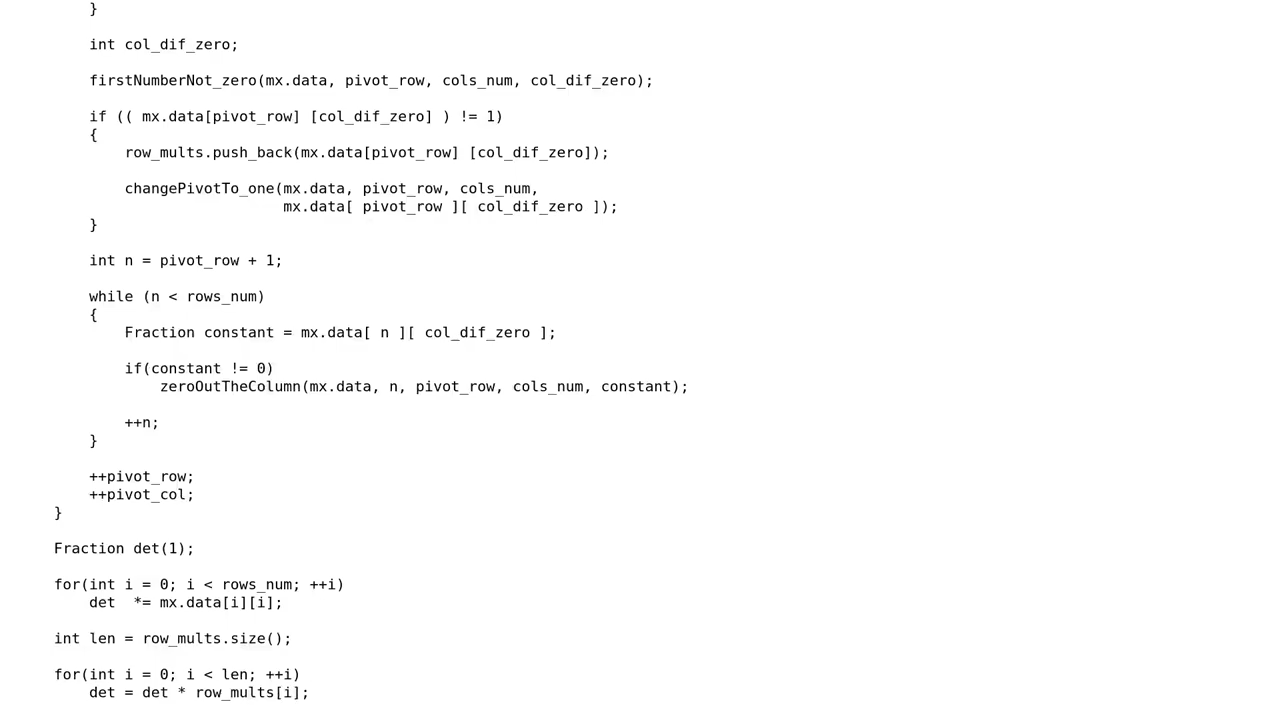 }
int col_dif_zero;
firstNumberNot_zero(mx.data, pivot_row, cols_num, col_dif_zero);
if (( mx.data[pivot_row] [col_dif_zero] ) != 1)
{
row_mults.push_back(mx.data[pivot_row] [col_dif_zero]);
changePivotTo_one(mx.data, pivot_row, cols_num,
mx.data[ pivot_row ][ col_dif_zero ]);
}
int n = pivot_row + 1;
while (n < rows_num)
{
Fraction constant = mx.data[ n ][ col_dif_zero ];
if(constant != 0)
zeroOutTheColumn(mx.data, n, pivot_row, cols_num, constant);
++n;
}
++pivot_row;
++pivot_col;
}
Fraction det(1);
for(int i = 0; i < rows_num; ++i)
det  *= mx.data[i][i];
int len = row_mults.size();
for(int i = 0; i < len; ++i)
det = det * row_mults[i];